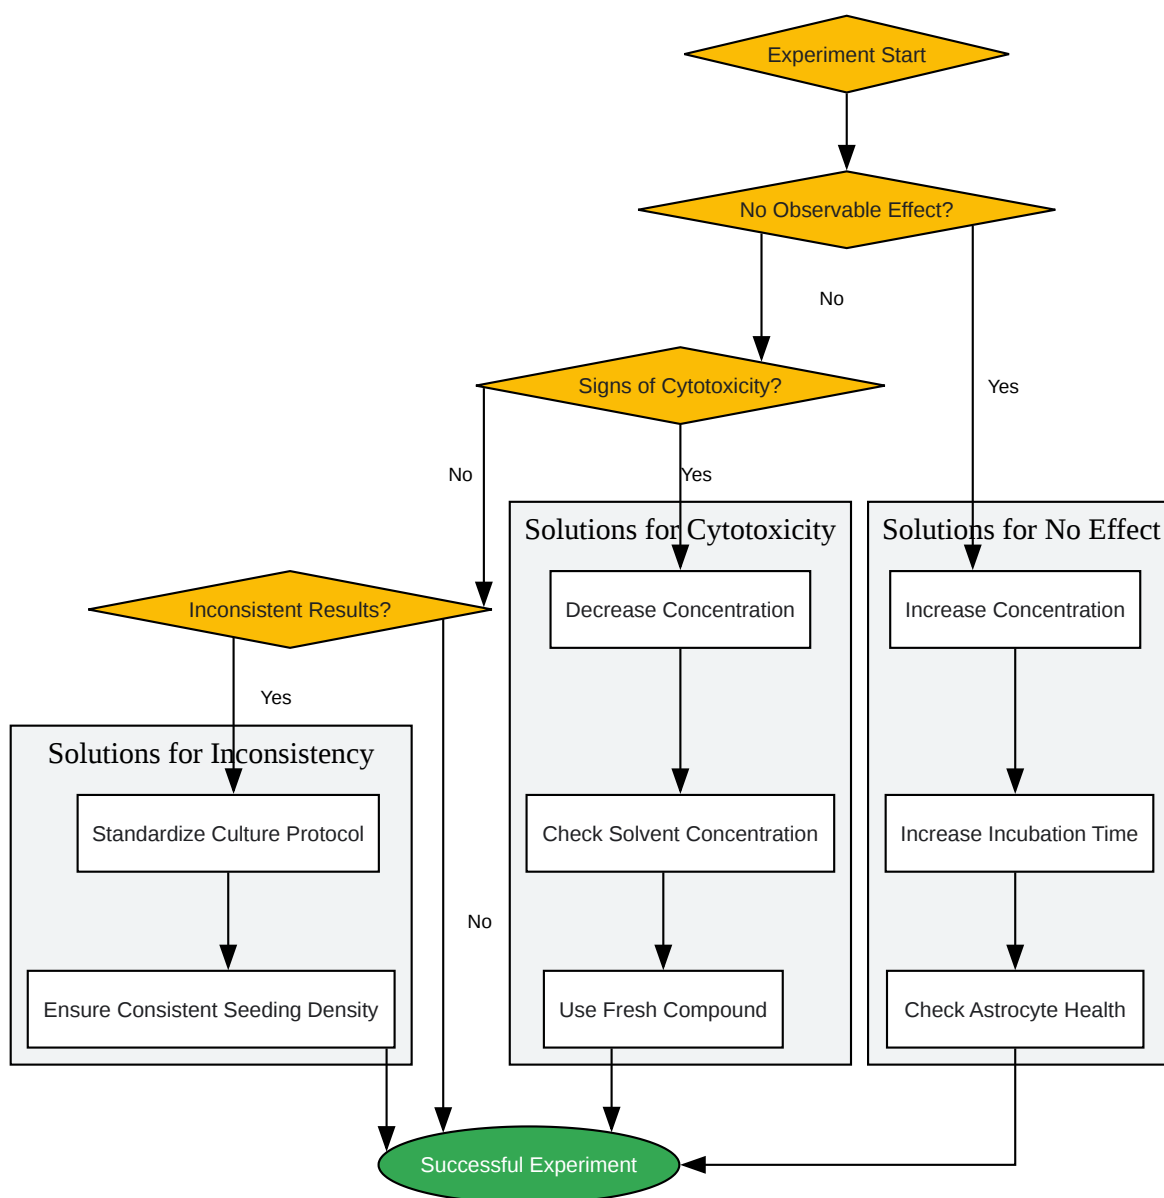 Experiment Start
No Observable Effect?
No
Yes
Signs of Cytotoxicity?
No
Yes
Solutions for Cytotoxicity
Solutions for No Effect
Decrease Concentration
Increase Concentration
Inconsistent Results?
Yes
Solutions for Inconsistency
Standardize Culture Protocol
Check Solvent Concentration
Increase Incubation Time
No
Ensure Consistent Seeding Density
Use Fresh Compound
Check Astrocyte Health
Successful Experiment